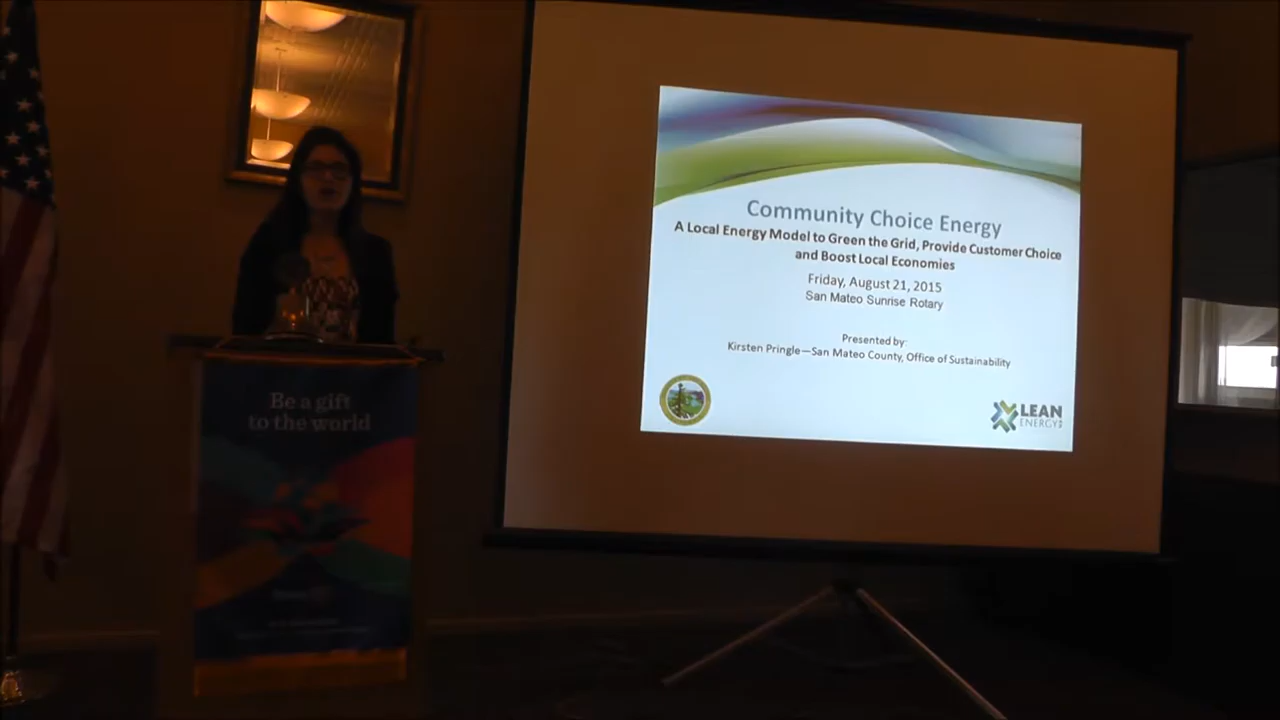 Community Choice Energy
A Local Energy Model to Green the Grid, Provide Customer Choice
and Boost Local Economies
Friday, August 21, 2015
San Mateo Sunrise Rotary
Presented by:
Kirsten Pringle—San Mateo County, Office of Sustainability
LEAN
ENERGY
Be a gift
to the world